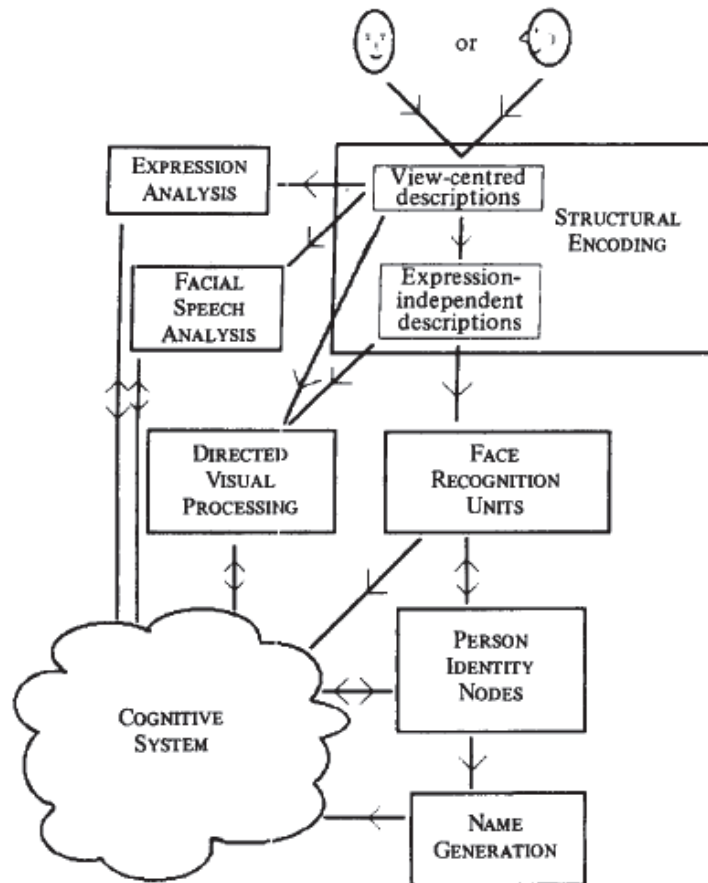 or
EXPRESSION
ANALYSIS
View-centred
descriptions
STRUCTURAL
ENCODING
FACIAL
SPEECH
ANALYSIS
Expression-
independent
descriptions
DIRECTED
VISUAL
PROCESSING
FACE
RECOGNITION
UNITS
COGNITIVE
SYSTEM
PERSON
IDENTITY
NODES
NAME
GENERATION